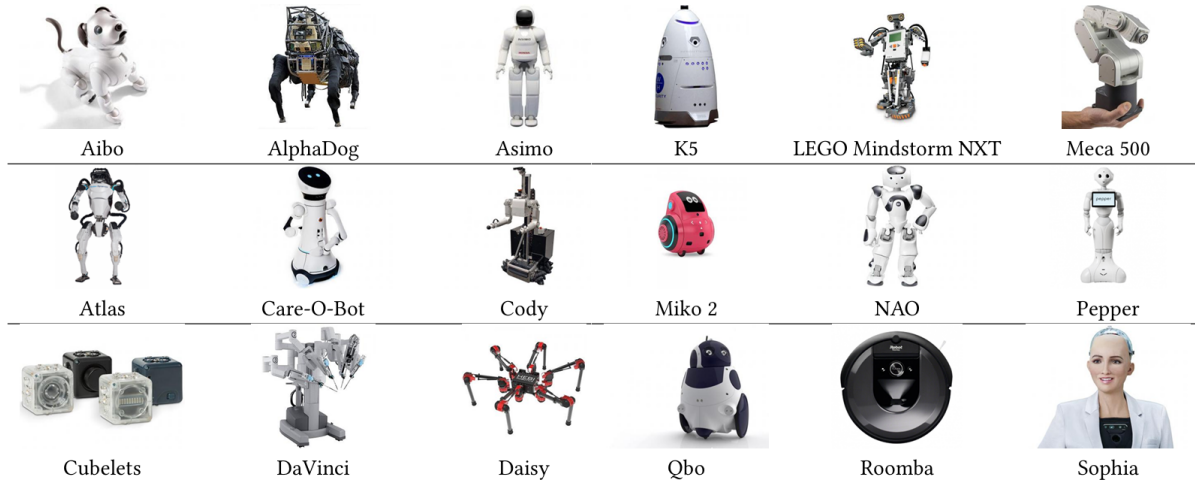 Aibo AlphaDog Asimo K5 LEGO Mindstorm NXT Meca 500
pepper
Atlas Care-O-Bot Cody Miko 2 NAO Pepper
Cubelets DaVinci Daisy Qbo Roomba Sophia